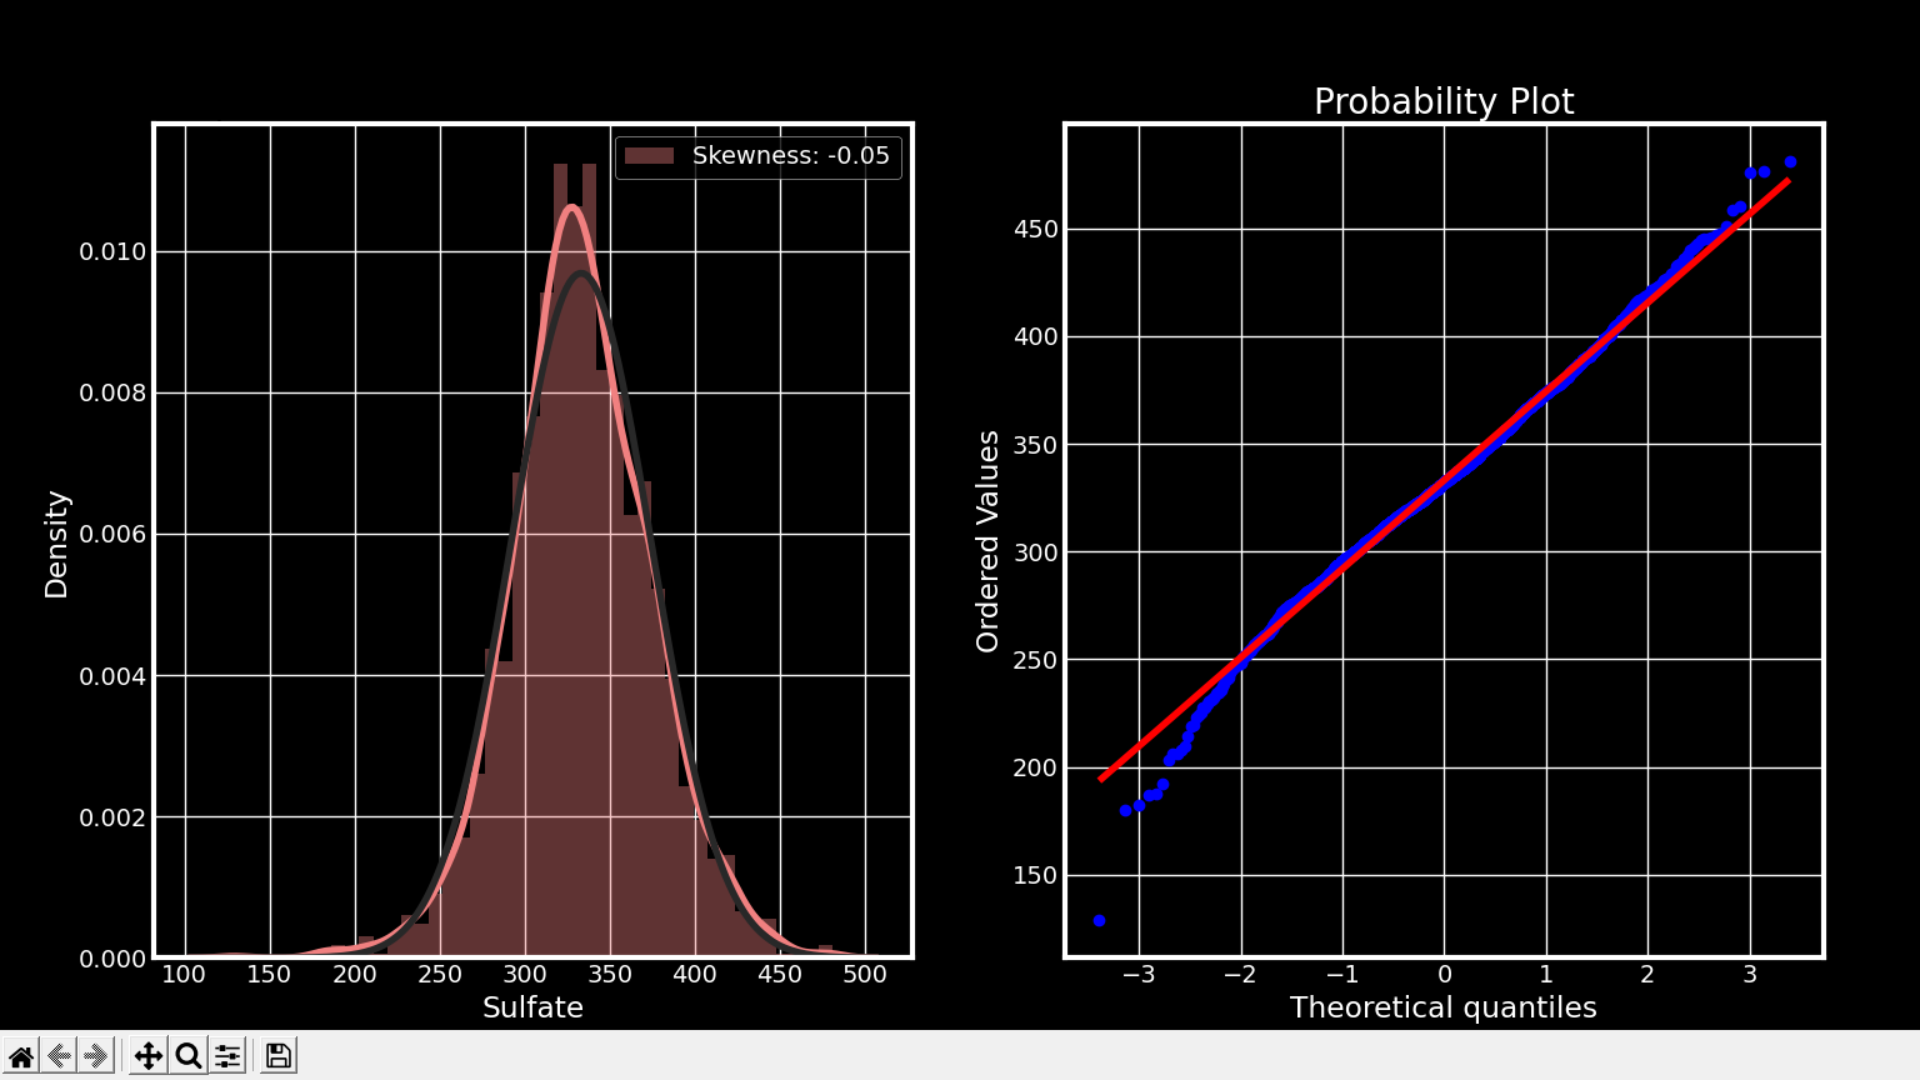 Skewness: -0.05
0.010
0.008
0.006
0.004
0.002
0.000
Density
100 150 200 250 300 350 400 450 500
Sulfate
Probability Plot
450
400
350
300
250
200
150
Ordered Values
−3 −2 −1 0 1 2 3
Theoretical quantiles